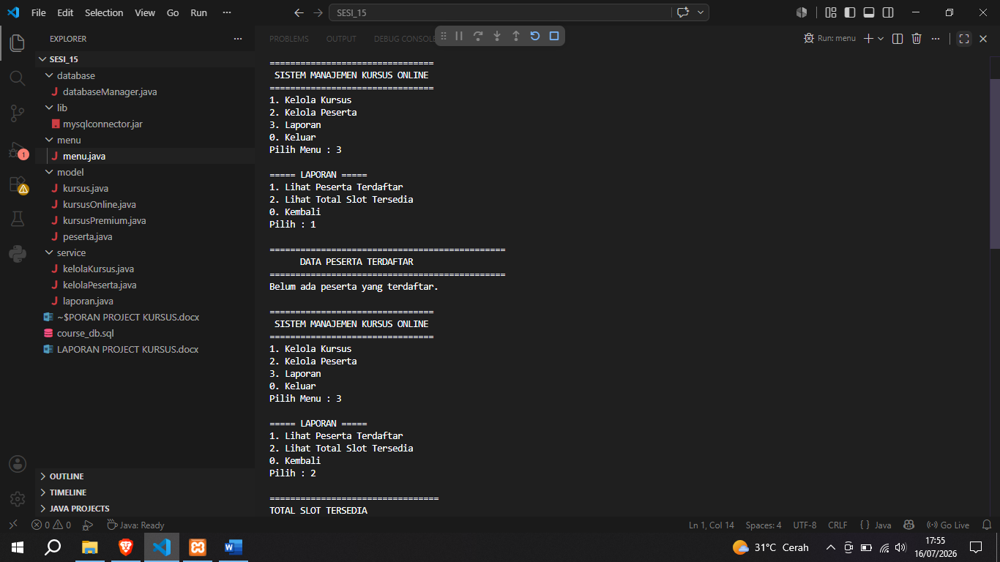 File Edit Selection View Go Run ··· SESI_15
EXPLORER ···
SESI_15
database
databaseManager.java
lib
mysqlconnector.jar
menu
menu.java
model
kursus.java
kursusOnline.java
kursusPremium.java
peserta.java
service
kelolaKursus.java
kelolaPeserta.java
laporan.java
~$PORAN PROJECT KURSUS.docx
course_db.sql
LAPORAN PROJECT KURSUS.docx
OUTLINE
TIMELINE
JAVA PROJECTS
1
PROBLEMS OUTPUT DEBUG CONSOLE Run: menu ···
================================
SISTEM MANAJEMEN KURSUS ONLINE
================================
1. Kelola Kursus
2. Kelola Peserta
3. Laporan
0. Keluar
Pilih Menu : 3
===== LAPORAN =====
1. Lihat Peserta Terdaftar
2. Lihat Total Slot Tersedia
0. Kembali
Pilih : 1
==============================================
DATA PESERTA TERDAFTAR
==============================================
Belum ada peserta yang terdaftar.
================================
SISTEM MANAJEMEN KURSUS ONLINE
================================
1. Kelola Kursus
2. Kelola Peserta
3. Laporan
0. Keluar
Pilih Menu : 3
===== LAPORAN =====
1. Lihat Peserta Terdaftar
2. Lihat Total Slot Tersedia
0. Kembali
Pilih : 2
=================================
TOTAL SLOT TERSEDIA
0 0 Java: Ready Ln 1, Col 14 Spaces: 4 UTF-8 CRLF { } Java Go Live
31°C Cerah 17:55
16/07/2026